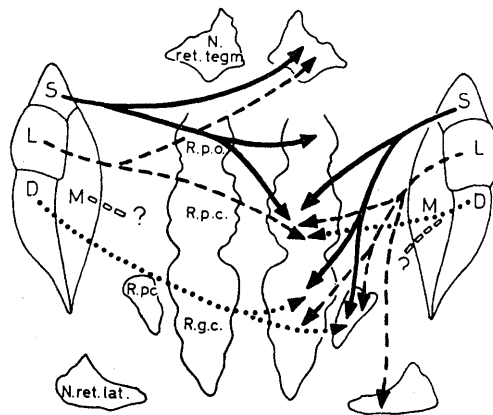 N.
ret. tegm.
S
S
L
R.p.o.
L
D
M
?
R.p.c.
M
D
?
R.pc
R.g.c.
N.ret.lat.